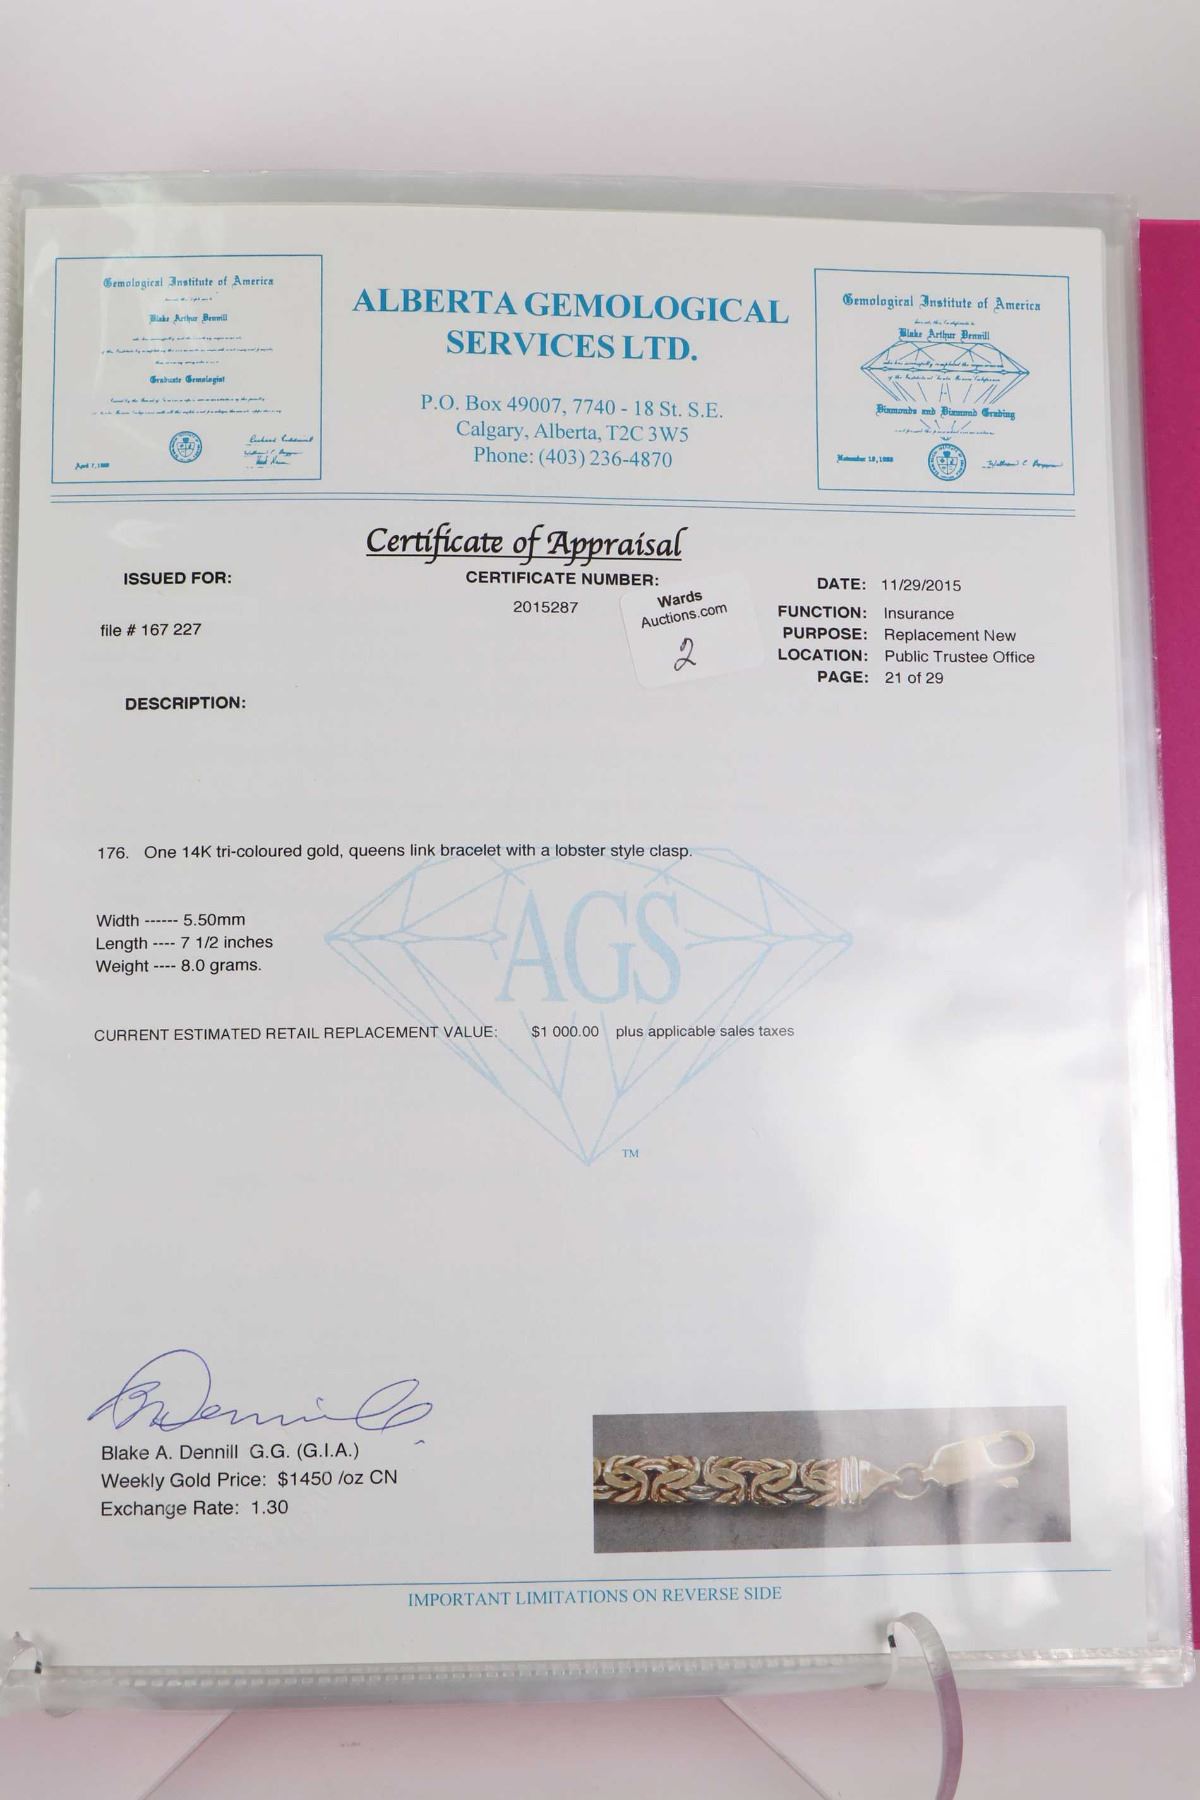 Gemological Institute of America
Blake Arthur Dennill
Graduate Gemologist
April 7, 1988
ALBERTA GEMOLOGICAL
SERVICES LTD.
P.O. Box 49007, 7740 - 18 St. S.E.
Calgary, Alberta, T2C 3W5
Phone: (403) 236-4870
Gemological Institute of America
Blake Arthur Dennill
Diamonds and Diamond Grading
Certificate of Appraisal
ISSUED FOR:
file # 167 227
CERTIFICATE NUMBER:
2015287
Wards
Auctions.com
2
DATE: 11/29/2015
FUNCTION: Insurance
PURPOSE: Replacement New
LOCATION: Public Trustee Office
PAGE: 21 of 29
DESCRIPTION:
176. One 14K tri-coloured gold, queens link bracelet with a lobster style clasp.
AGS
Width ------ 5.50mm
Length ---- 7 1/2 inches
Weight ---- 8.0 grams.
CURRENT ESTIMATED RETAIL REPLACEMENT VALUE: $1 000.00 plus applicable sales taxes
TM
Blake A. Dennill G.G. (G.I.A.)
Weekly Gold Price: $1450 /oz CN
Exchange Rate: 1.30
IMPORTANT LIMITATIONS ON REVERSE SIDE